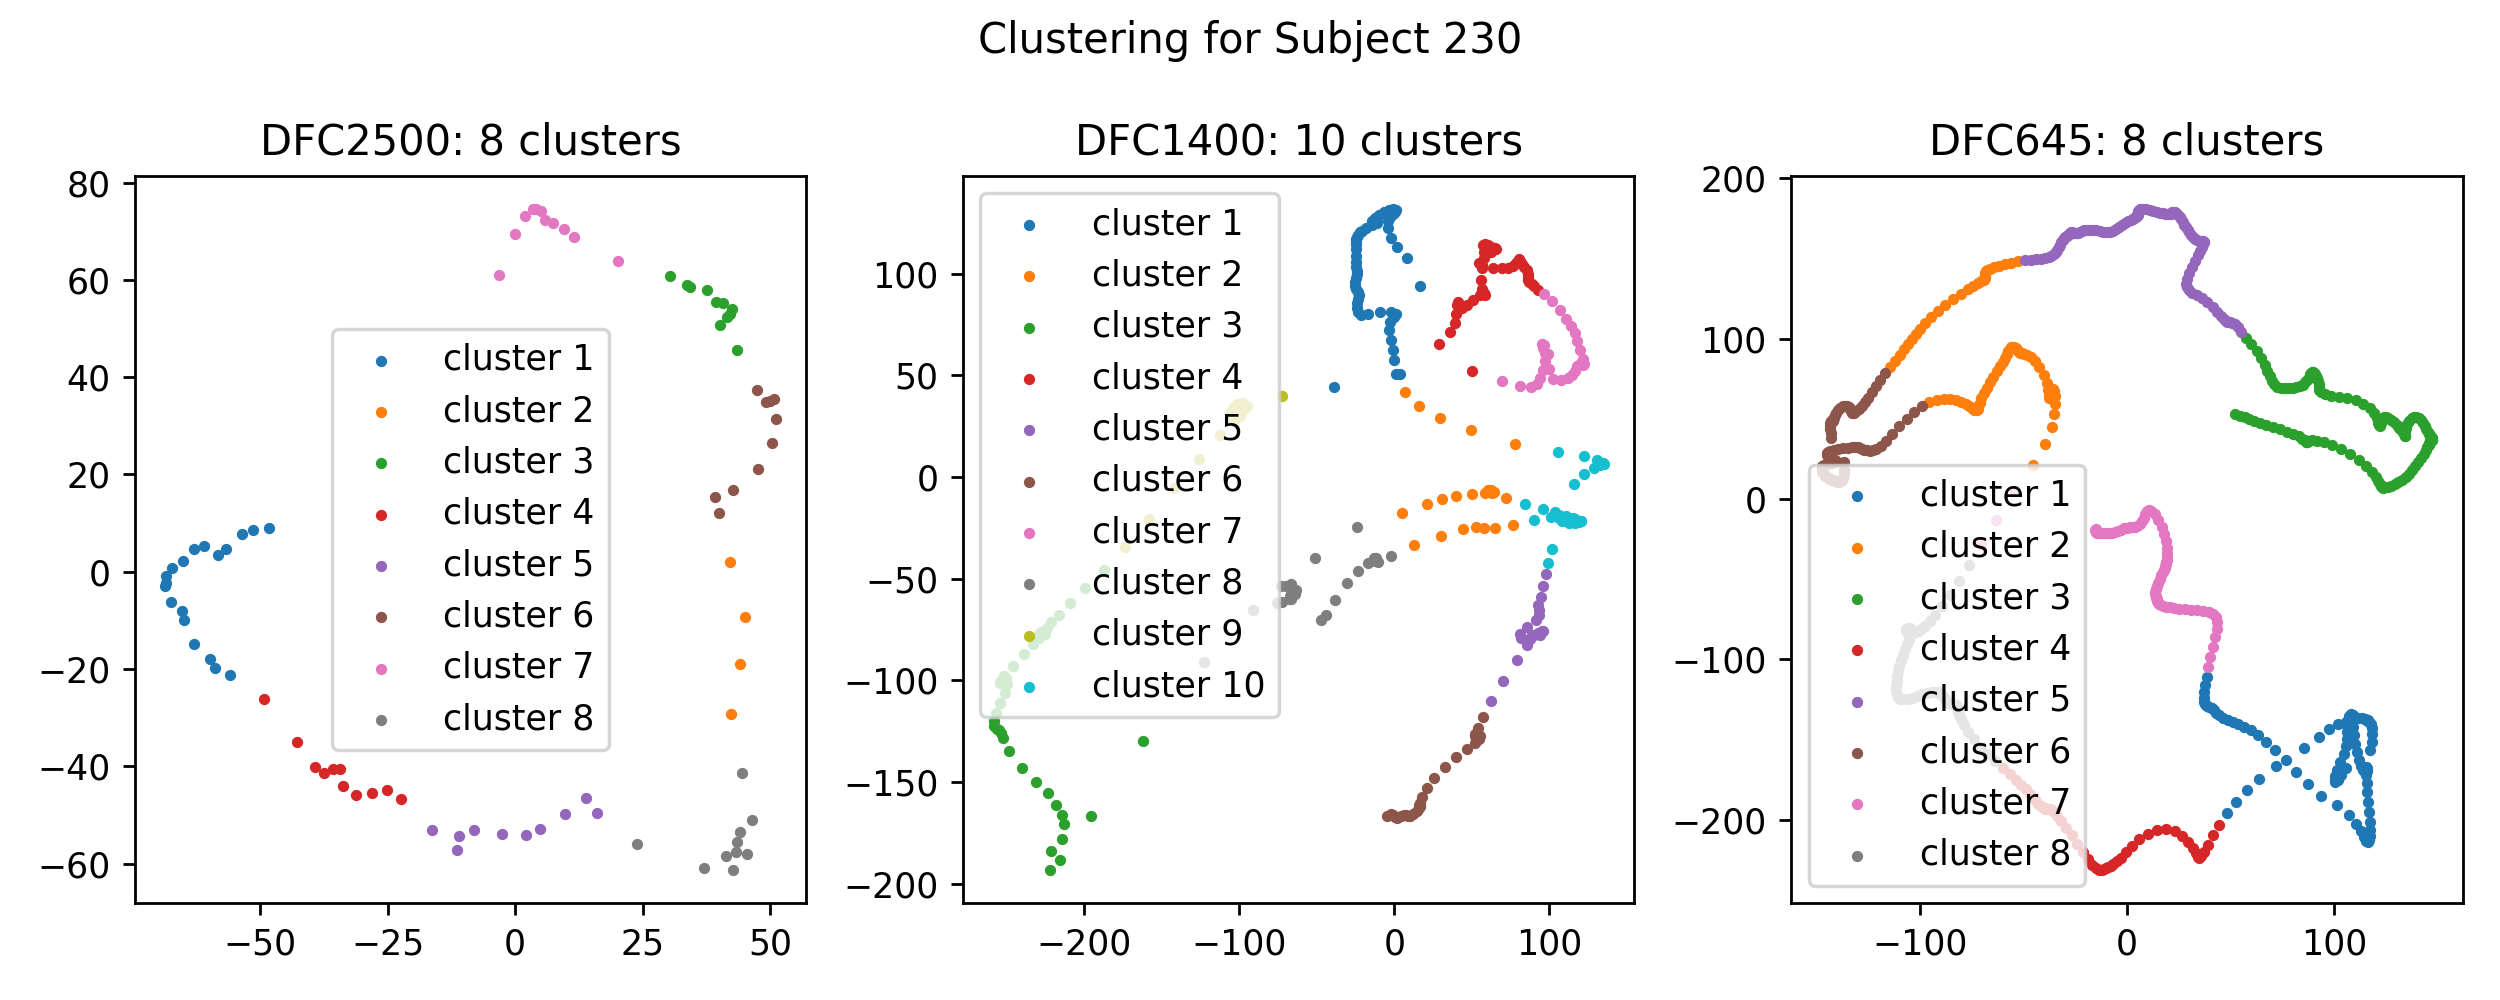 Clustering for Subject 230
DFC2500: 8 clusters
80
60
40
20
0
−20
−40
−60
−50
−25
0
25
50
cluster 1
cluster 2
cluster 3
cluster 4
cluster 5
cluster 6
cluster 7
cluster 8
DFC1400: 10 clusters
100
50
0
−50
−100
−150
−200
−200
−100
0
100
cluster 1
cluster 2
cluster 3
cluster 4
cluster 5
cluster 6
cluster 7
cluster 8
cluster 9
cluster 10
DFC645: 8 clusters
200
100
0
−100
−200
−100
0
100
cluster 1
cluster 2
cluster 3
cluster 4
cluster 5
cluster 6
cluster 7
cluster 8